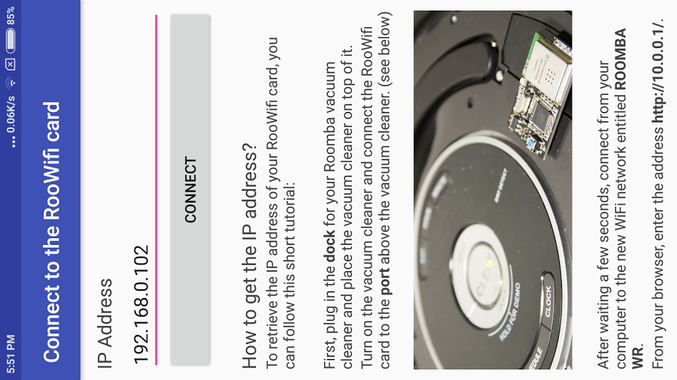 5:51 PM
... 0.06K/s
85%
Connect to the RooWifi card
IP Address
192.168.0.102
CONNECT
How to get the IP address?
To retrieve the IP address of your RooWifi card, you
can follow this short tutorial:
First, plug in the dock for your Roomba vacuum
cleaner and place the vacuum cleaner on top of it.
Turn on the vacuum cleaner and connect the RooWifi
card to the port above the vacuum cleaner. (see below)
DIRT DETECT
CLEAN
HOLD FOR DEMO
CLOCK
After waiting a few seconds, connect from your
computer to the new WiFi network entitled ROOMBA
WR.
From your browser, enter the address http://10.0.0.1/.